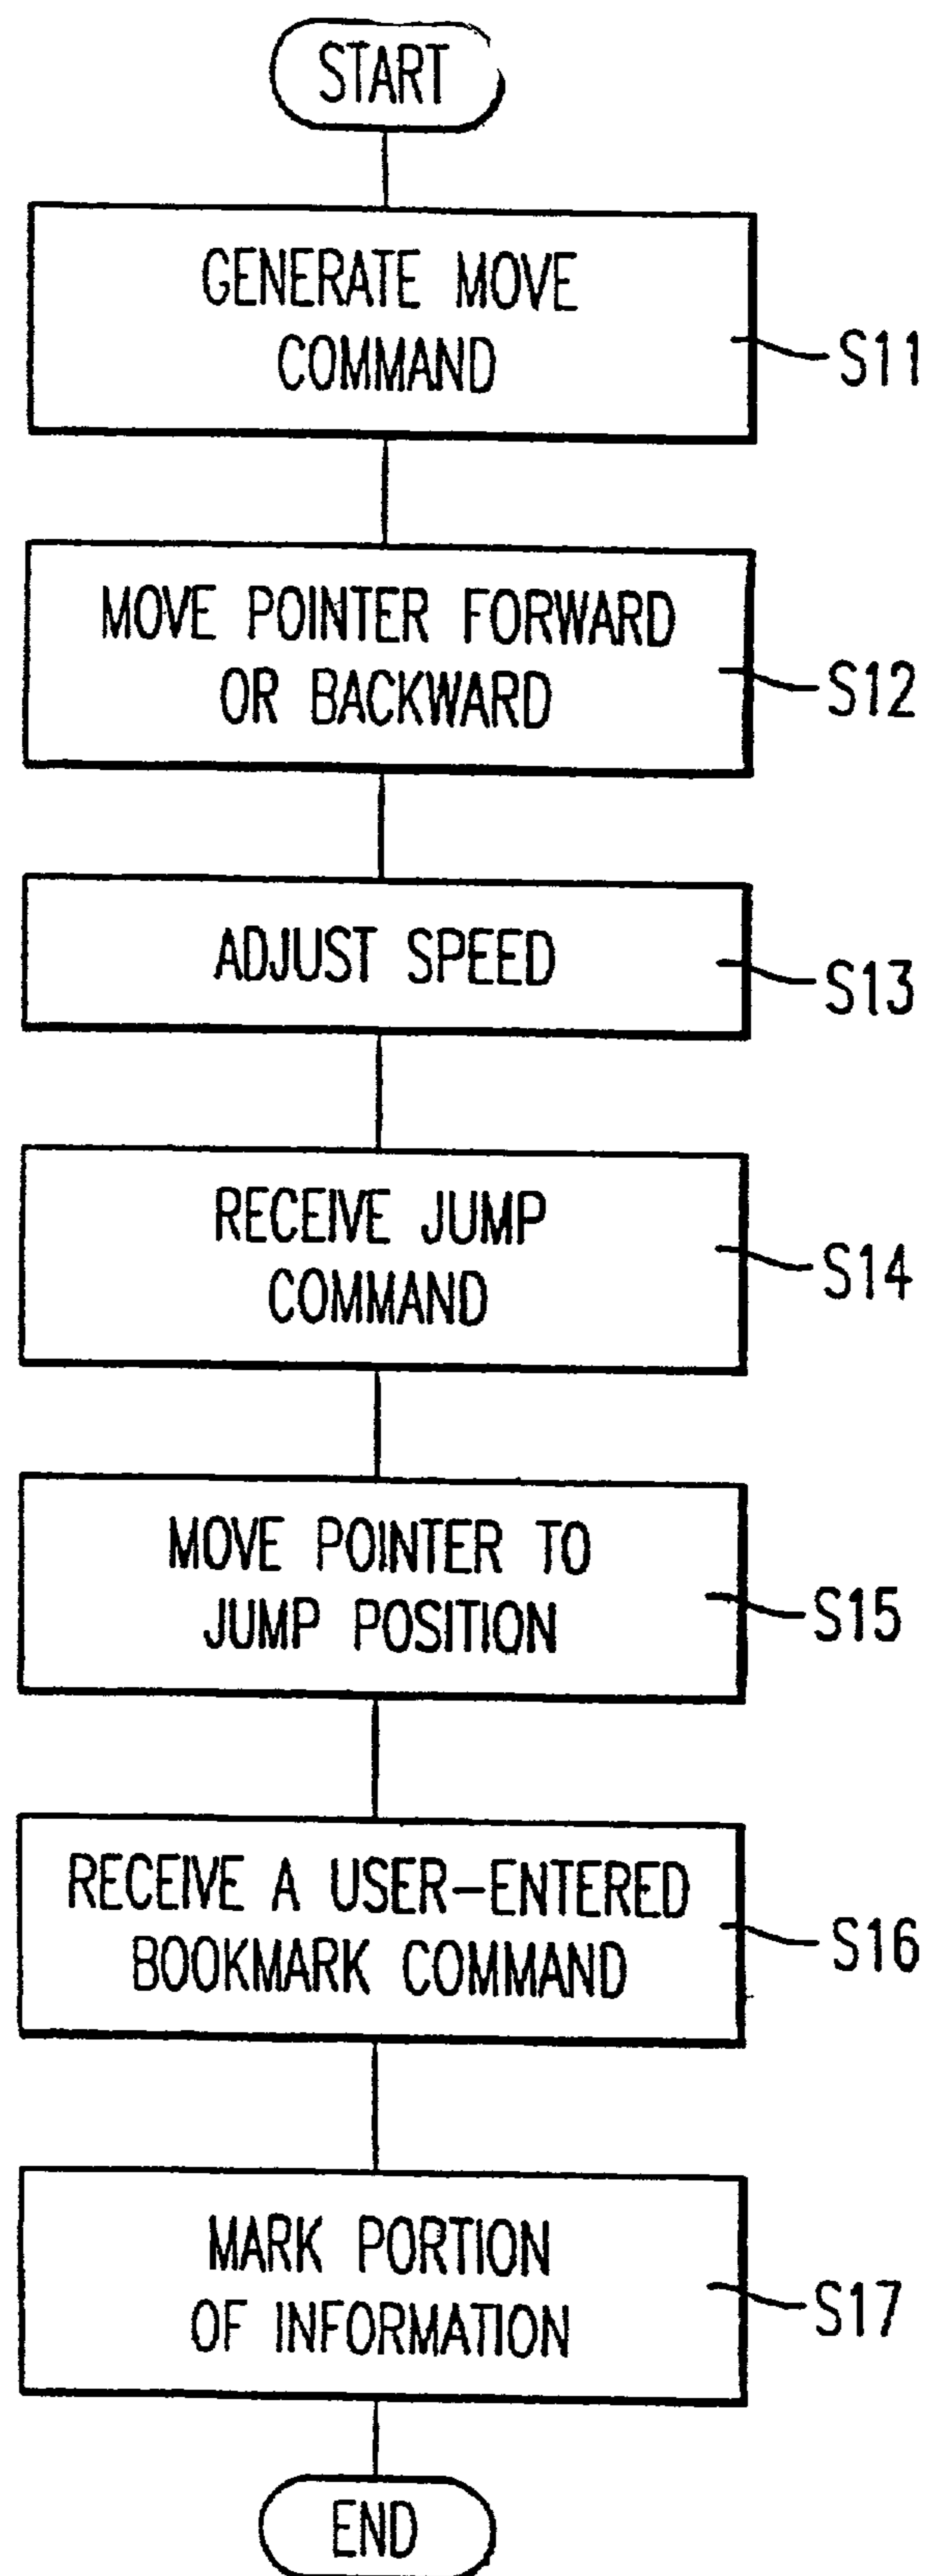 START
GENERATE MOVE
COMMAND
S11
MOVE POINTER FORWARD
OR BACKWARD
S12
ADJUST SPEED
S13
RECEIVE JUMP
COMMAND
S14
MOVE POINTER TO
JUMP POSITION
S15
RECEIVE A USER-ENTERED
BOOKMARK COMMAND
S16
MARK PORTION
OF INFORMATION
S17
END